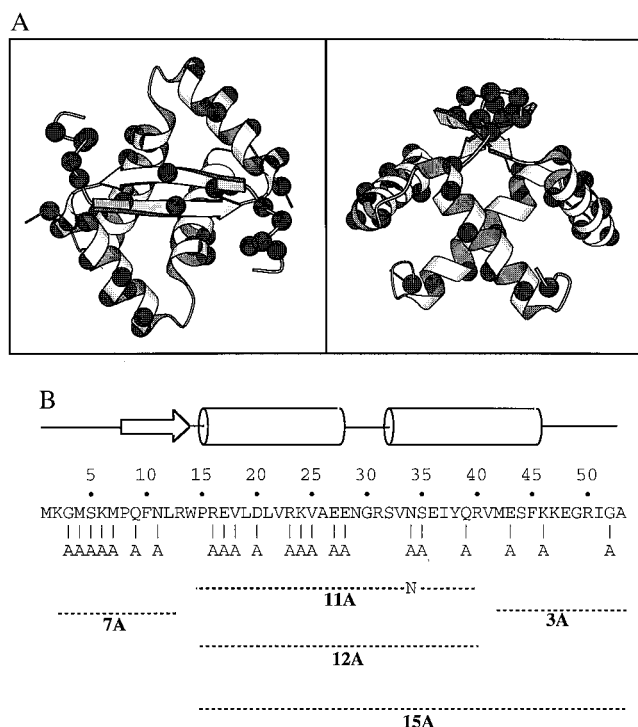 A
B
5 10 15 20 25 30 35 40 45 50
MKGMSKMPQFNLRWPREVLDLVRKVAEENGRSVNSEIYQRVMESFKKEGRIGA
AAAAA A A AAA A AAA AA AA A A A A
N
11A
7A 3A
12A
15A